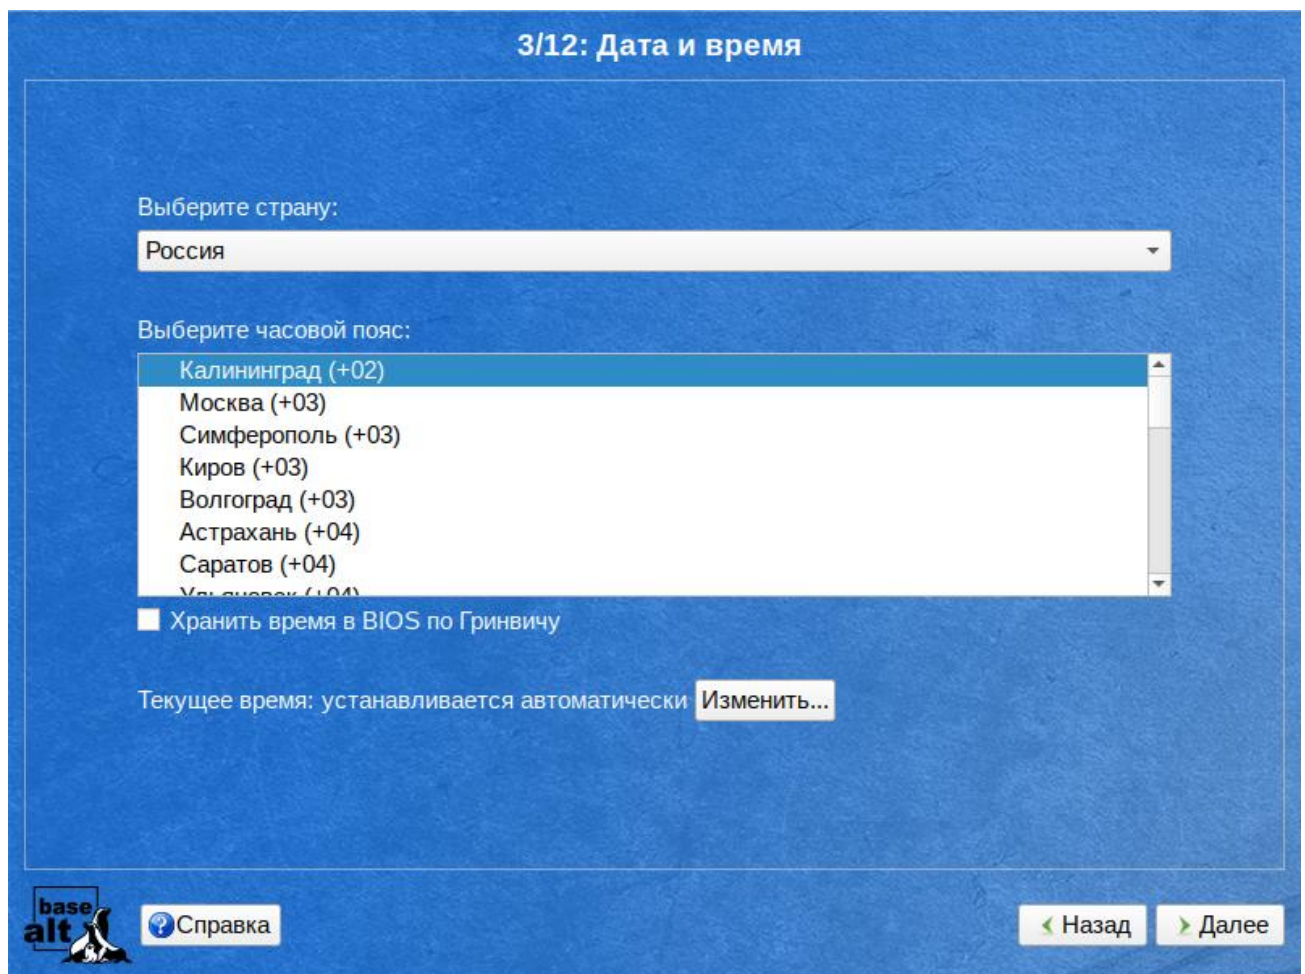 3/12: Дата и время
Выберите страну:
Россия
Выберите часовой пояс:
Калининград (+02)
Москва (+03)
Симферополь (+03)
Киров (+03)
Волгоград (+03)
Астрахань (+04)
Саратов (+04)
Ульяновск (+04)
Хранить время в BIOS по Гринвичу
Текущее время: устанавливается автоматически Изменить...
base
alt
Справка
Назад Далее